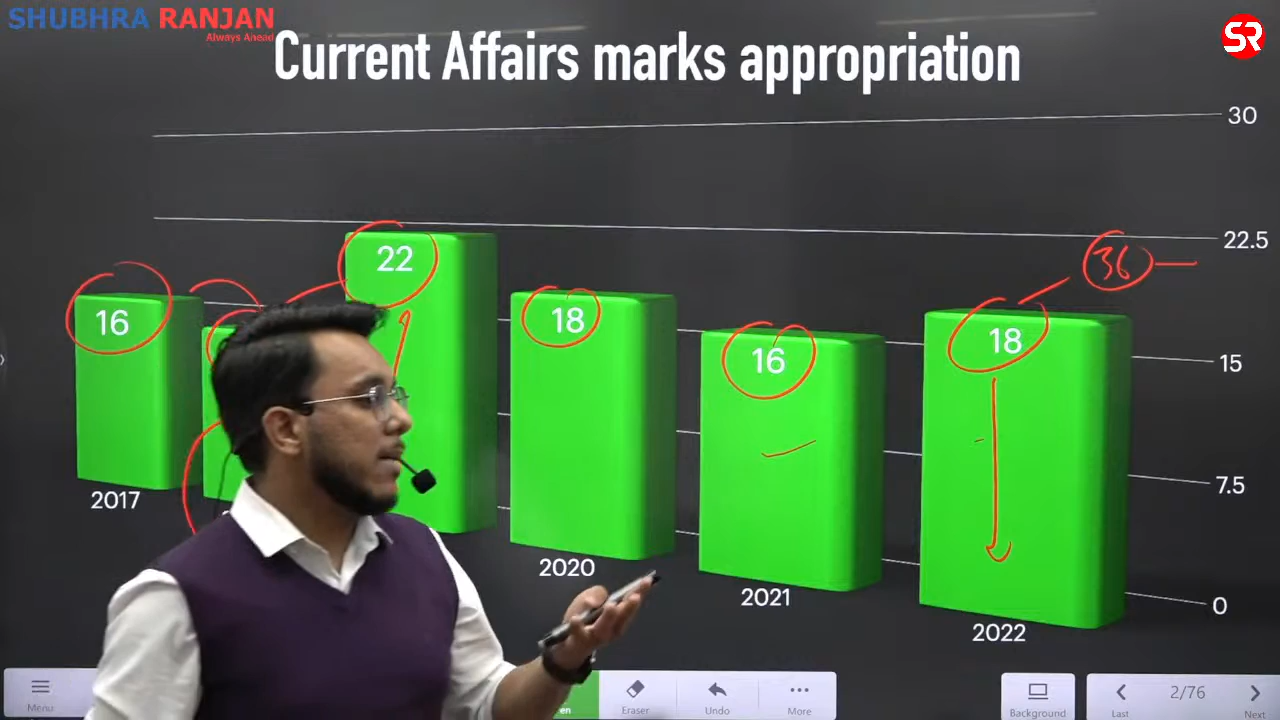 SHUBHRA RANJAN
Always Ahead
SR
Current Affairs marks appropriation
30
22.5
15
7.5
0
16
22
18
16
18
36
2017
2020
2021
2022
Menu
Eraser
Undo
More
Background
Last
2/76
Next